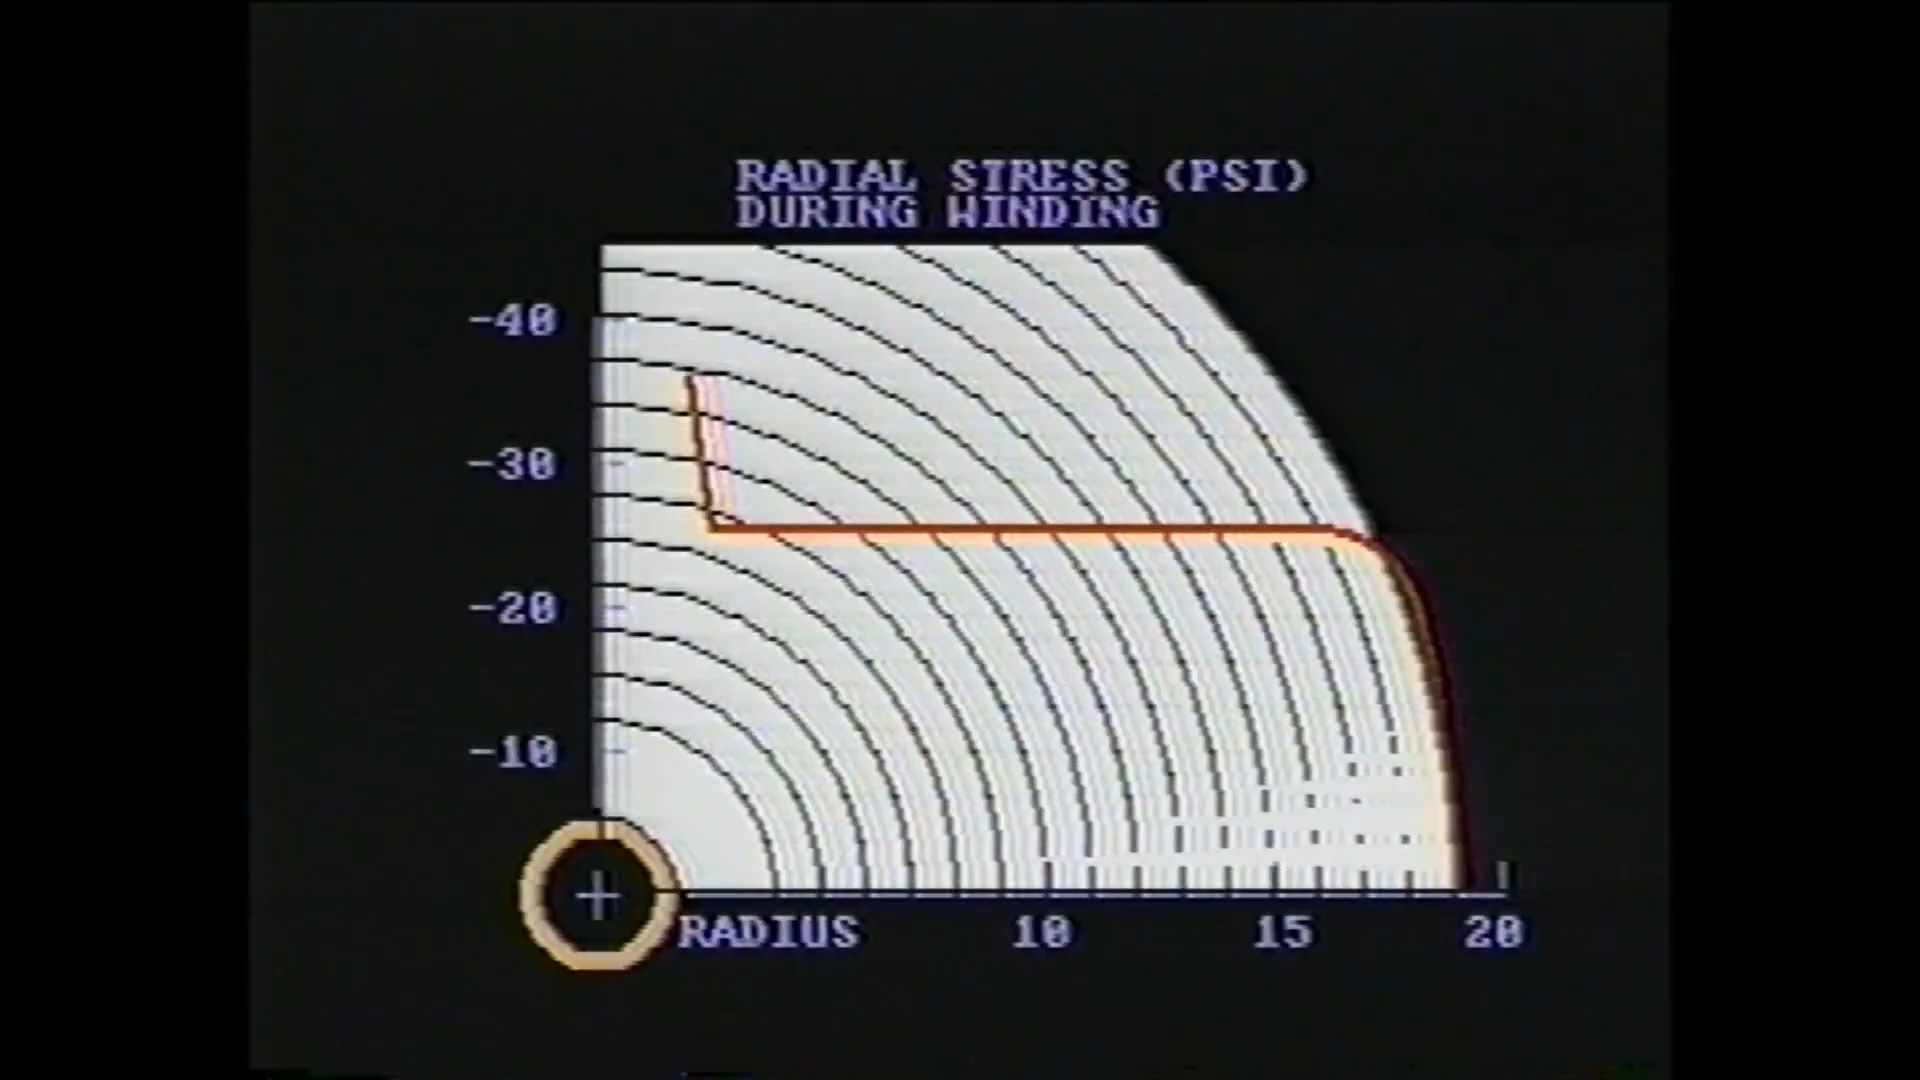 RADIAL STRESS (PSI)
DURING WINDING
-40
-30
-20
-10
RADIUS 10 15 20